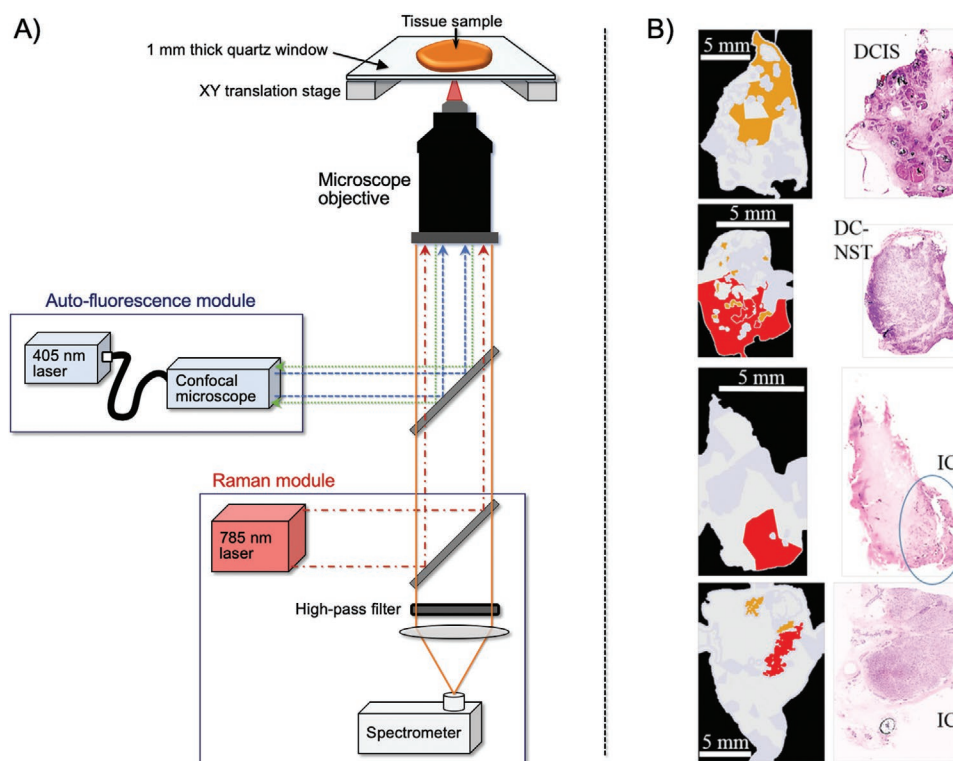 A)
Tissue sample
1 mm thick quartz window
XY translation stage
Microscope
objective
Auto-fluorescence module
405 nm
laser
Confocal
microscope
Raman module
785 nm
laser
High-pass filter
Spectrometer
B)
5 mm
DCIS
5 mm
DC-
NST
5 mm
IC
5 mm
IC